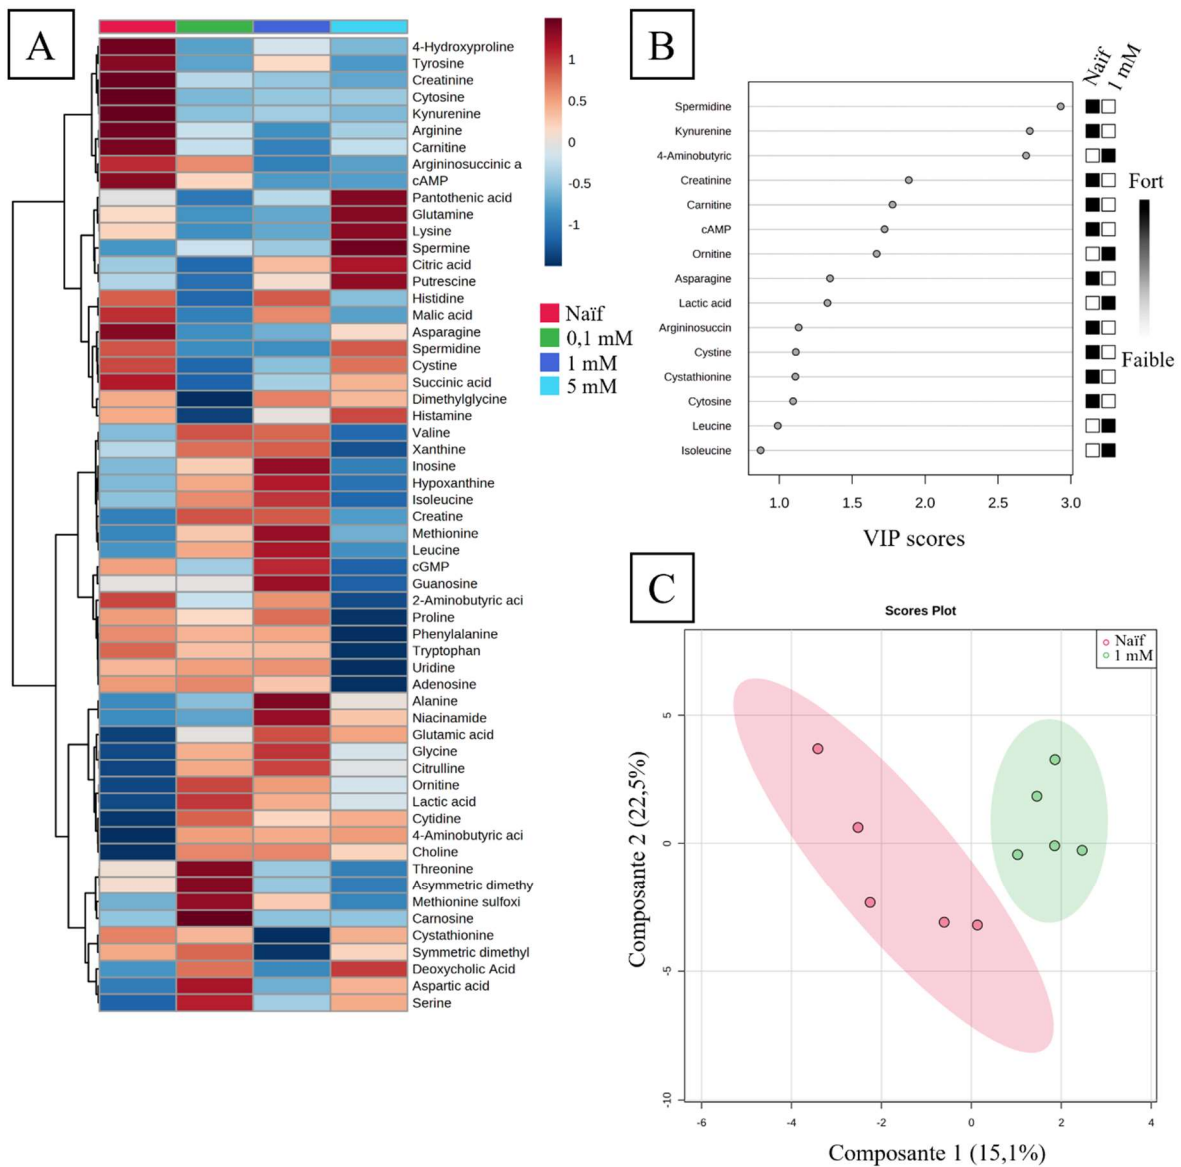 A
4-Hydroxyproline
Tyrosine
Creatinine
Cytosine
Kynurenine
Arginine
Carnitine
Argininosuccinic a
cAMP
Pantothenic acid
Glutamine
Lysine
Spermine
Citric acid
Putrescine
Histidine
Malic acid
Asparagine
Spermidine
Cystine
Succinic acid
Dimethylglycine
Histamine
Valine
Xanthine
Inosine
Hypoxanthine
Isoleucine
Creatine
Methionine
Leucine
cGMP
Guanosine
2-Aminobutyric aci
Proline
Phenylalanine
Tryptophan
Uridine
Adenosine
Alanine
Niacinamide
Glutamic acid
Glycine
Citrulline
Ornitine
Lactic acid
Cytidine
4-Aminobutyric aci
Choline
Threonine
Asymmetric dimethy
Methionine sulfoxi
Carnosine
Cystathionine
Symmetric dimethyl
Deoxycholic Acid
Aspartic acid
Serine
1
0.5
0
-0.5
-1
Naïf
0,1 mM
1 mM
5 mM
B
Naïf
1 mM
Spermidine
Kynurenine
4-Aminobutyric
Creatinine
Carnitine
cAMP
Ornitine
Asparagine
Lactic acid
Argininosuccin
Cystine
Cystathionine
Cytosine
Leucine
Isoleucine
Fort
Faible
1.0 1.5 2.0 2.5 3.0
VIP scores
C
Scores Plot
Naïf
1 mM
Composante 2 (22,5%)
5
0
-5
-10
-6 -4 -2 0 2 4
Composante 1 (15,1%)